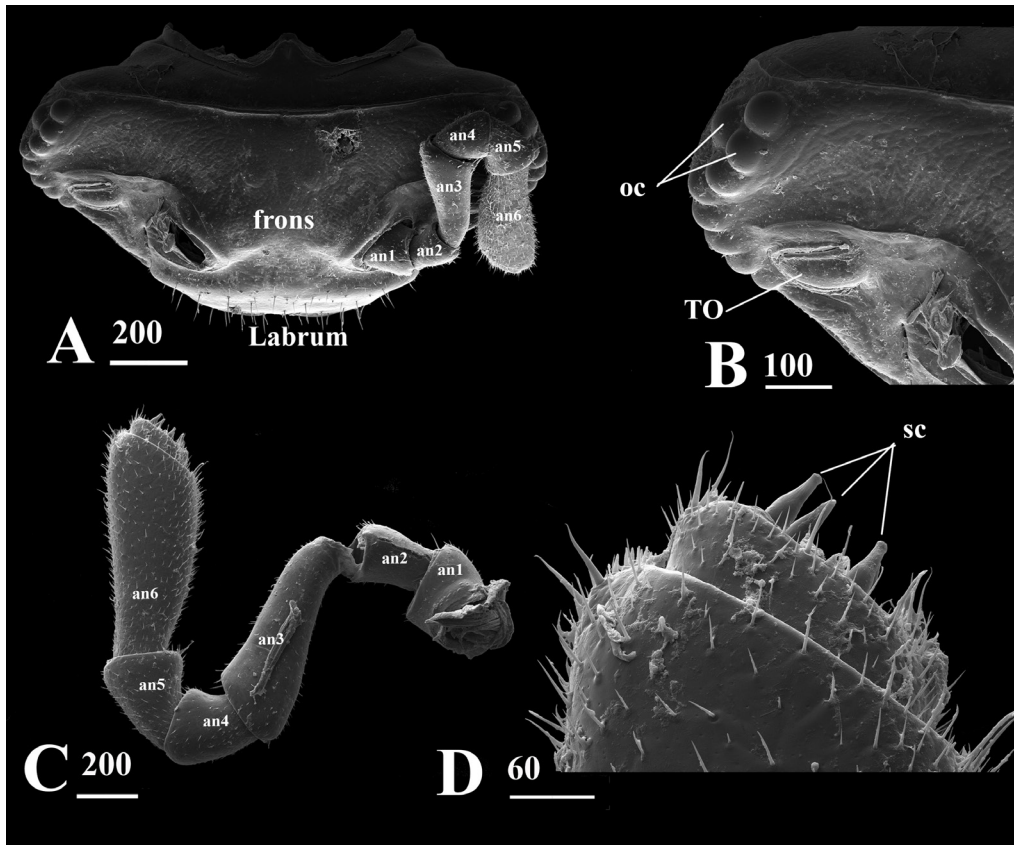 an4
an5
an3
an6
frons
an1
an2
A 200
Labrum
oc
TO
B 100
an2
an1
an6
an3
an5
an4
C 200
sc
D 60